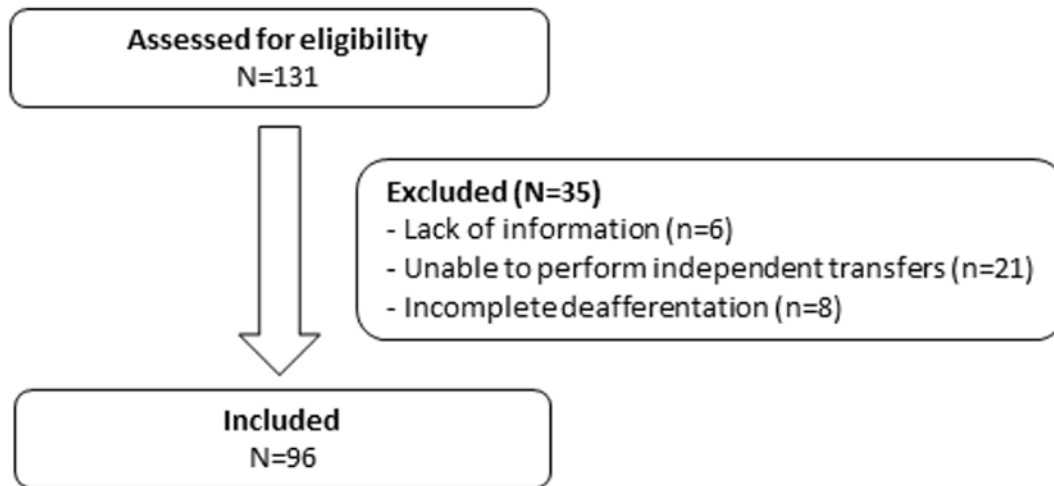 Assessed for eligibility
N=131
Excluded (N=35)
- Lack of information (n=6)
- Unable to perform independent transfers (n=21)
- Incomplete deafferentation (n=8)
Included
N=96